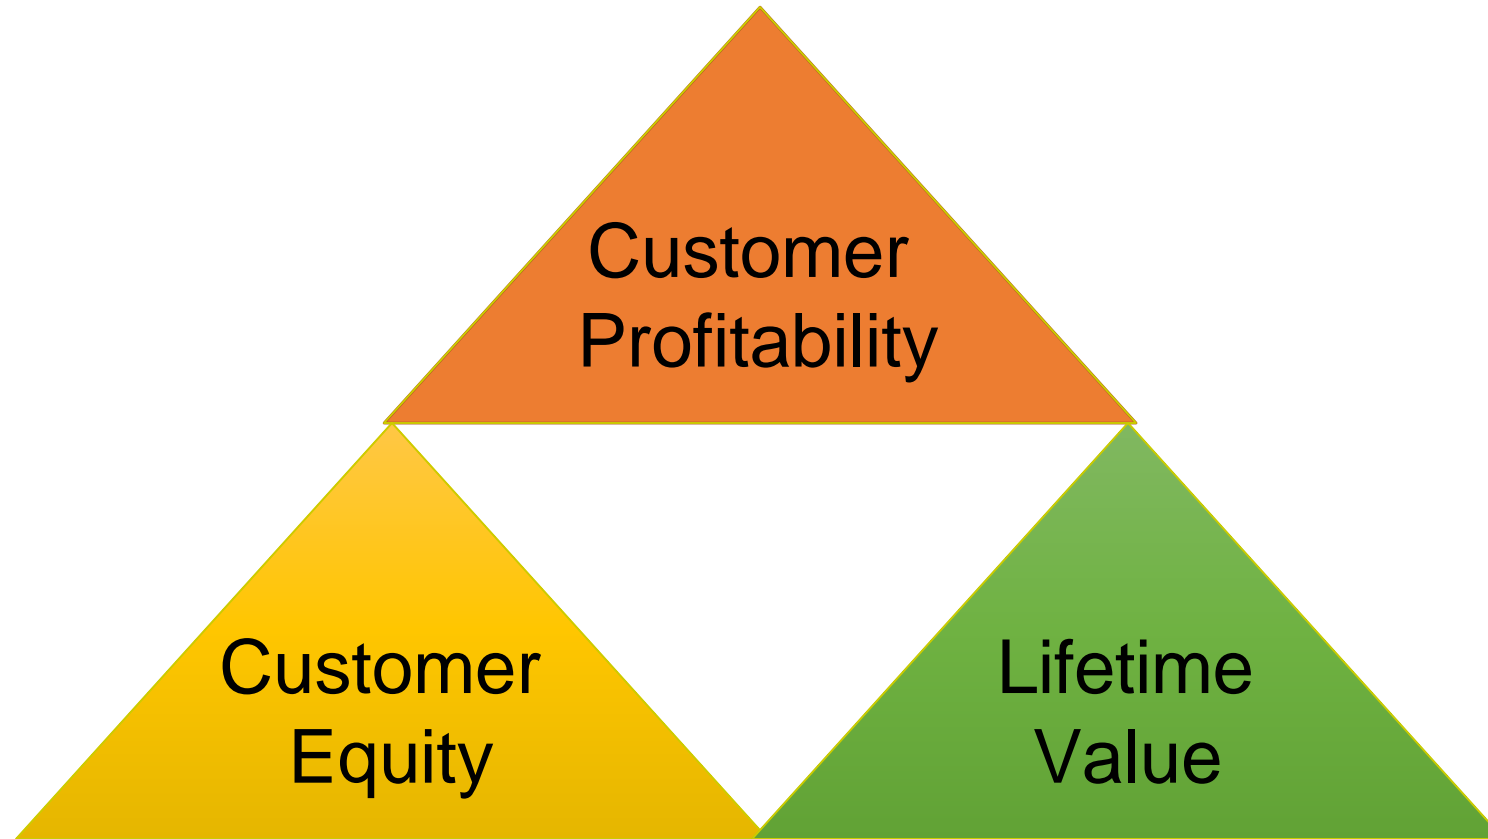 Customer
Profitability
Customer
Equity
Lifetime
Value